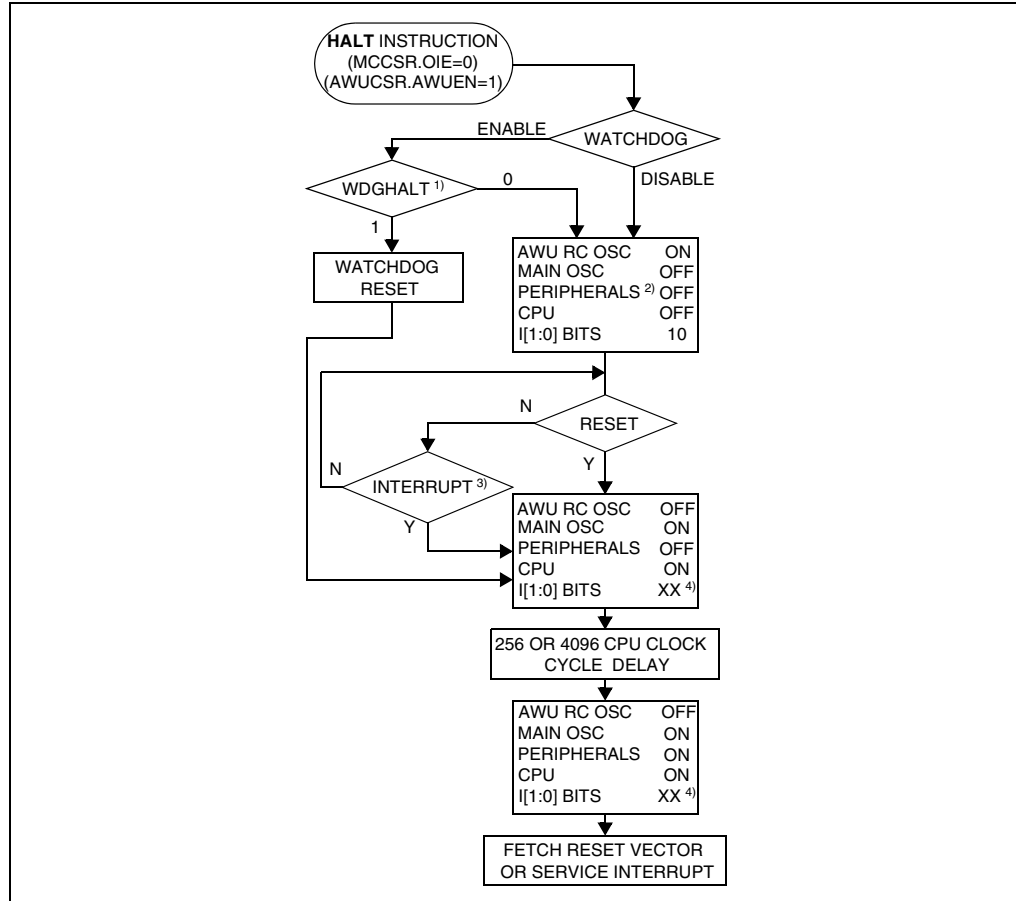 HALT INSTRUCTION
(MCCSR.OIE=0)
(AWUCSR.AWUEN=1)
ENABLE
WATCHDOG
DISABLE
WDGHALT 1)
0
1
WATCHDOG
RESET
AWU RC OSC ON
MAIN OSC OFF
PERIPHERALS 2) OFF
CPU OFF
I[1:0] BITS 10
N
RESET
Y
N
INTERRUPT 3)
Y
AWU RC OSC OFF
MAIN OSC ON
PERIPHERALS OFF
CPU ON
I[1:0] BITS XX 4)
256 OR 4096 CPU CLOCK
CYCLE DELAY
AWU RC OSC OFF
MAIN OSC ON
PERIPHERALS ON
CPU ON
I[1:0] BITS XX 4)
FETCH RESET VECTOR
OR SERVICE INTERRUPT